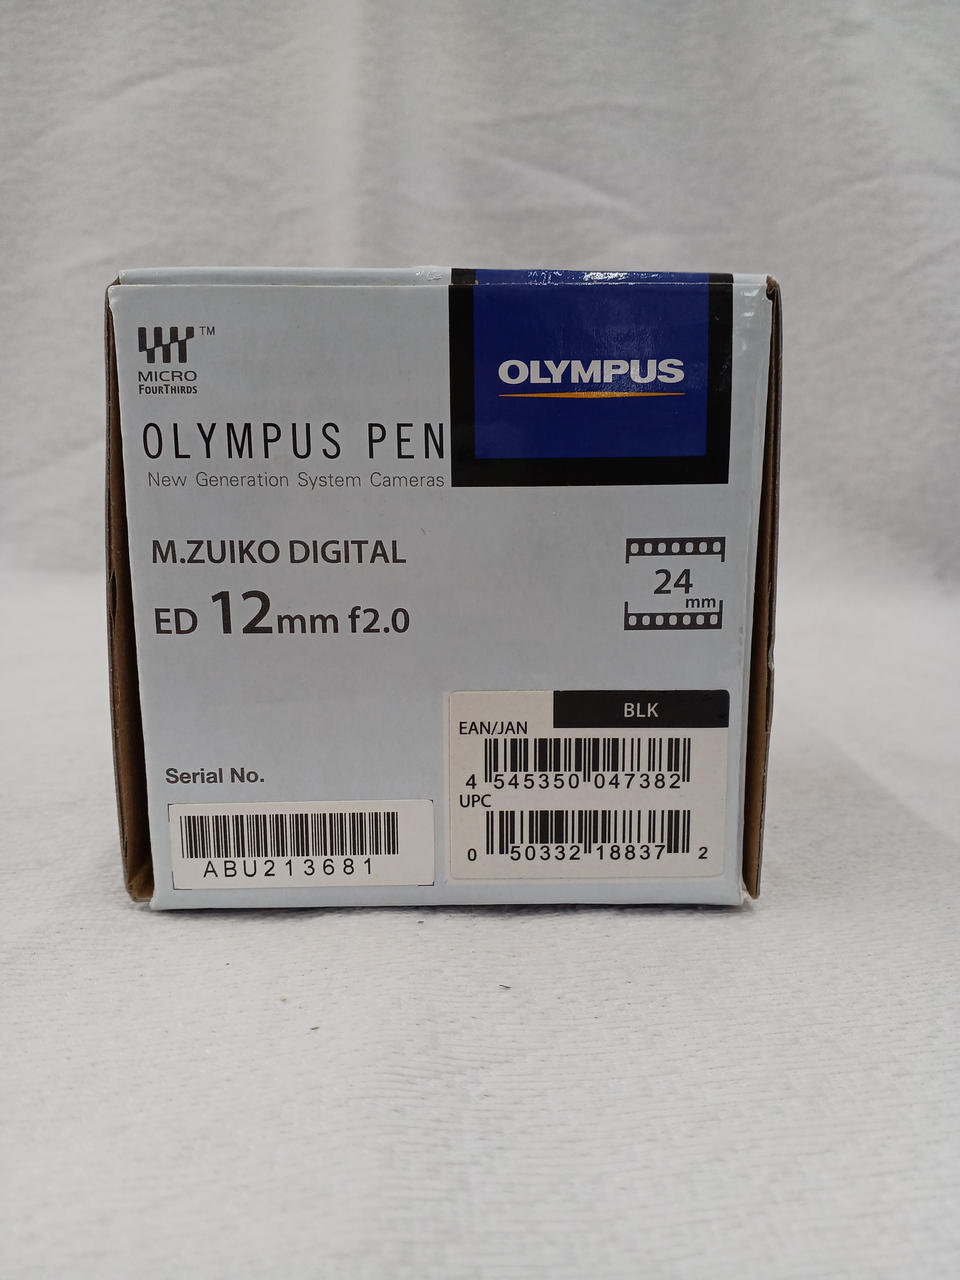 TM
MICRO
FOURTHIRDS
OLYMPUS
OLYMPUS PEN
New Generation System Cameras
M.ZUIKO DIGITAL
ED 12mm f2.0
24
mm
BLK
EAN/JAN
4 545350 047382
UPC
0 50332 18837 2
Serial No.
ABU213681